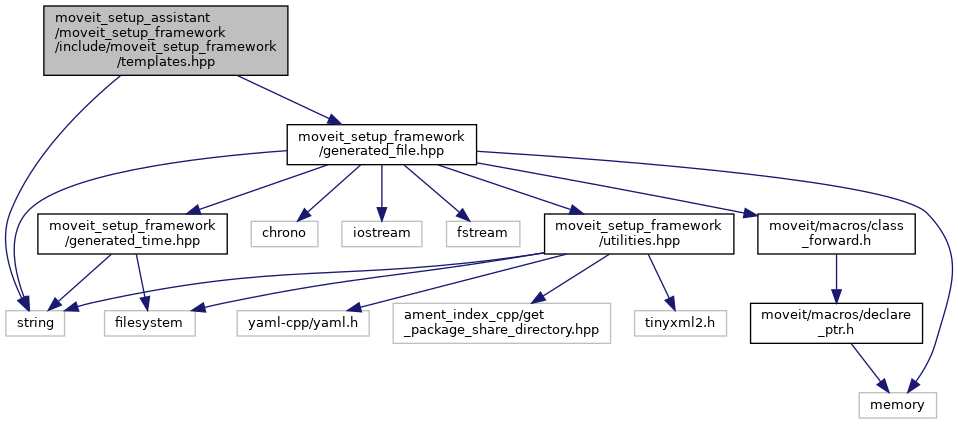 moveit_setup_assistant
/moveit_setup_framework
/include/moveit_setup_framework
/templates.hpp
moveit_setup_framework
/generated_file.hpp
moveit_setup_framework
/generated_time.hpp
chrono
iostream
fstream
moveit_setup_framework
/utilities.hpp
moveit/macros/class
_forward.h
string
filesystem
yaml-cpp/yaml.h
ament_index_cpp/get
_package_share_directory.hpp
tinyxml2.h
moveit/macros/declare
_ptr.h
memory